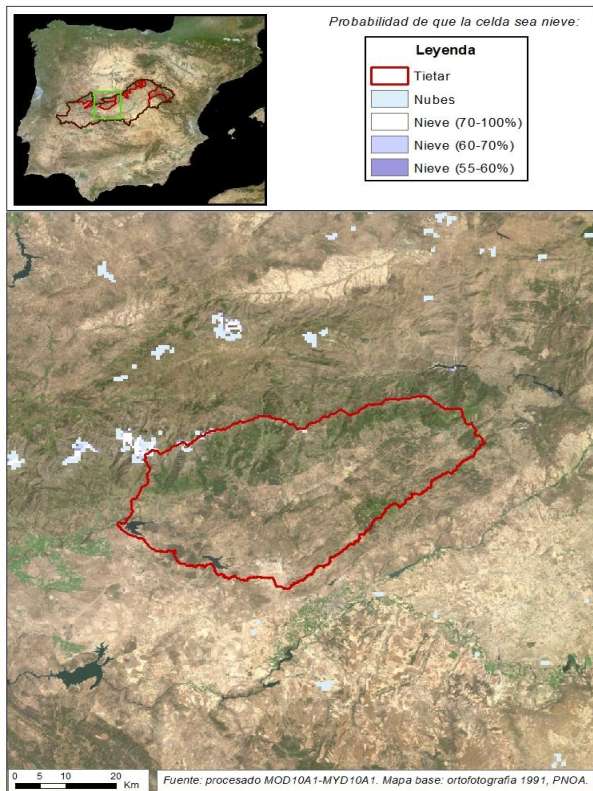 Probabilidad de que la celda sea nieve:
Leyenda
Tietar
Nubes
Nieve (70-100%)
Nieve (60-70%)
Nieve (55-60%)
0 5 10 20
Km
Fuente: procesado MOD10A1-MYD10A1. Mapa base: ortofotografia 1991, PNOA.